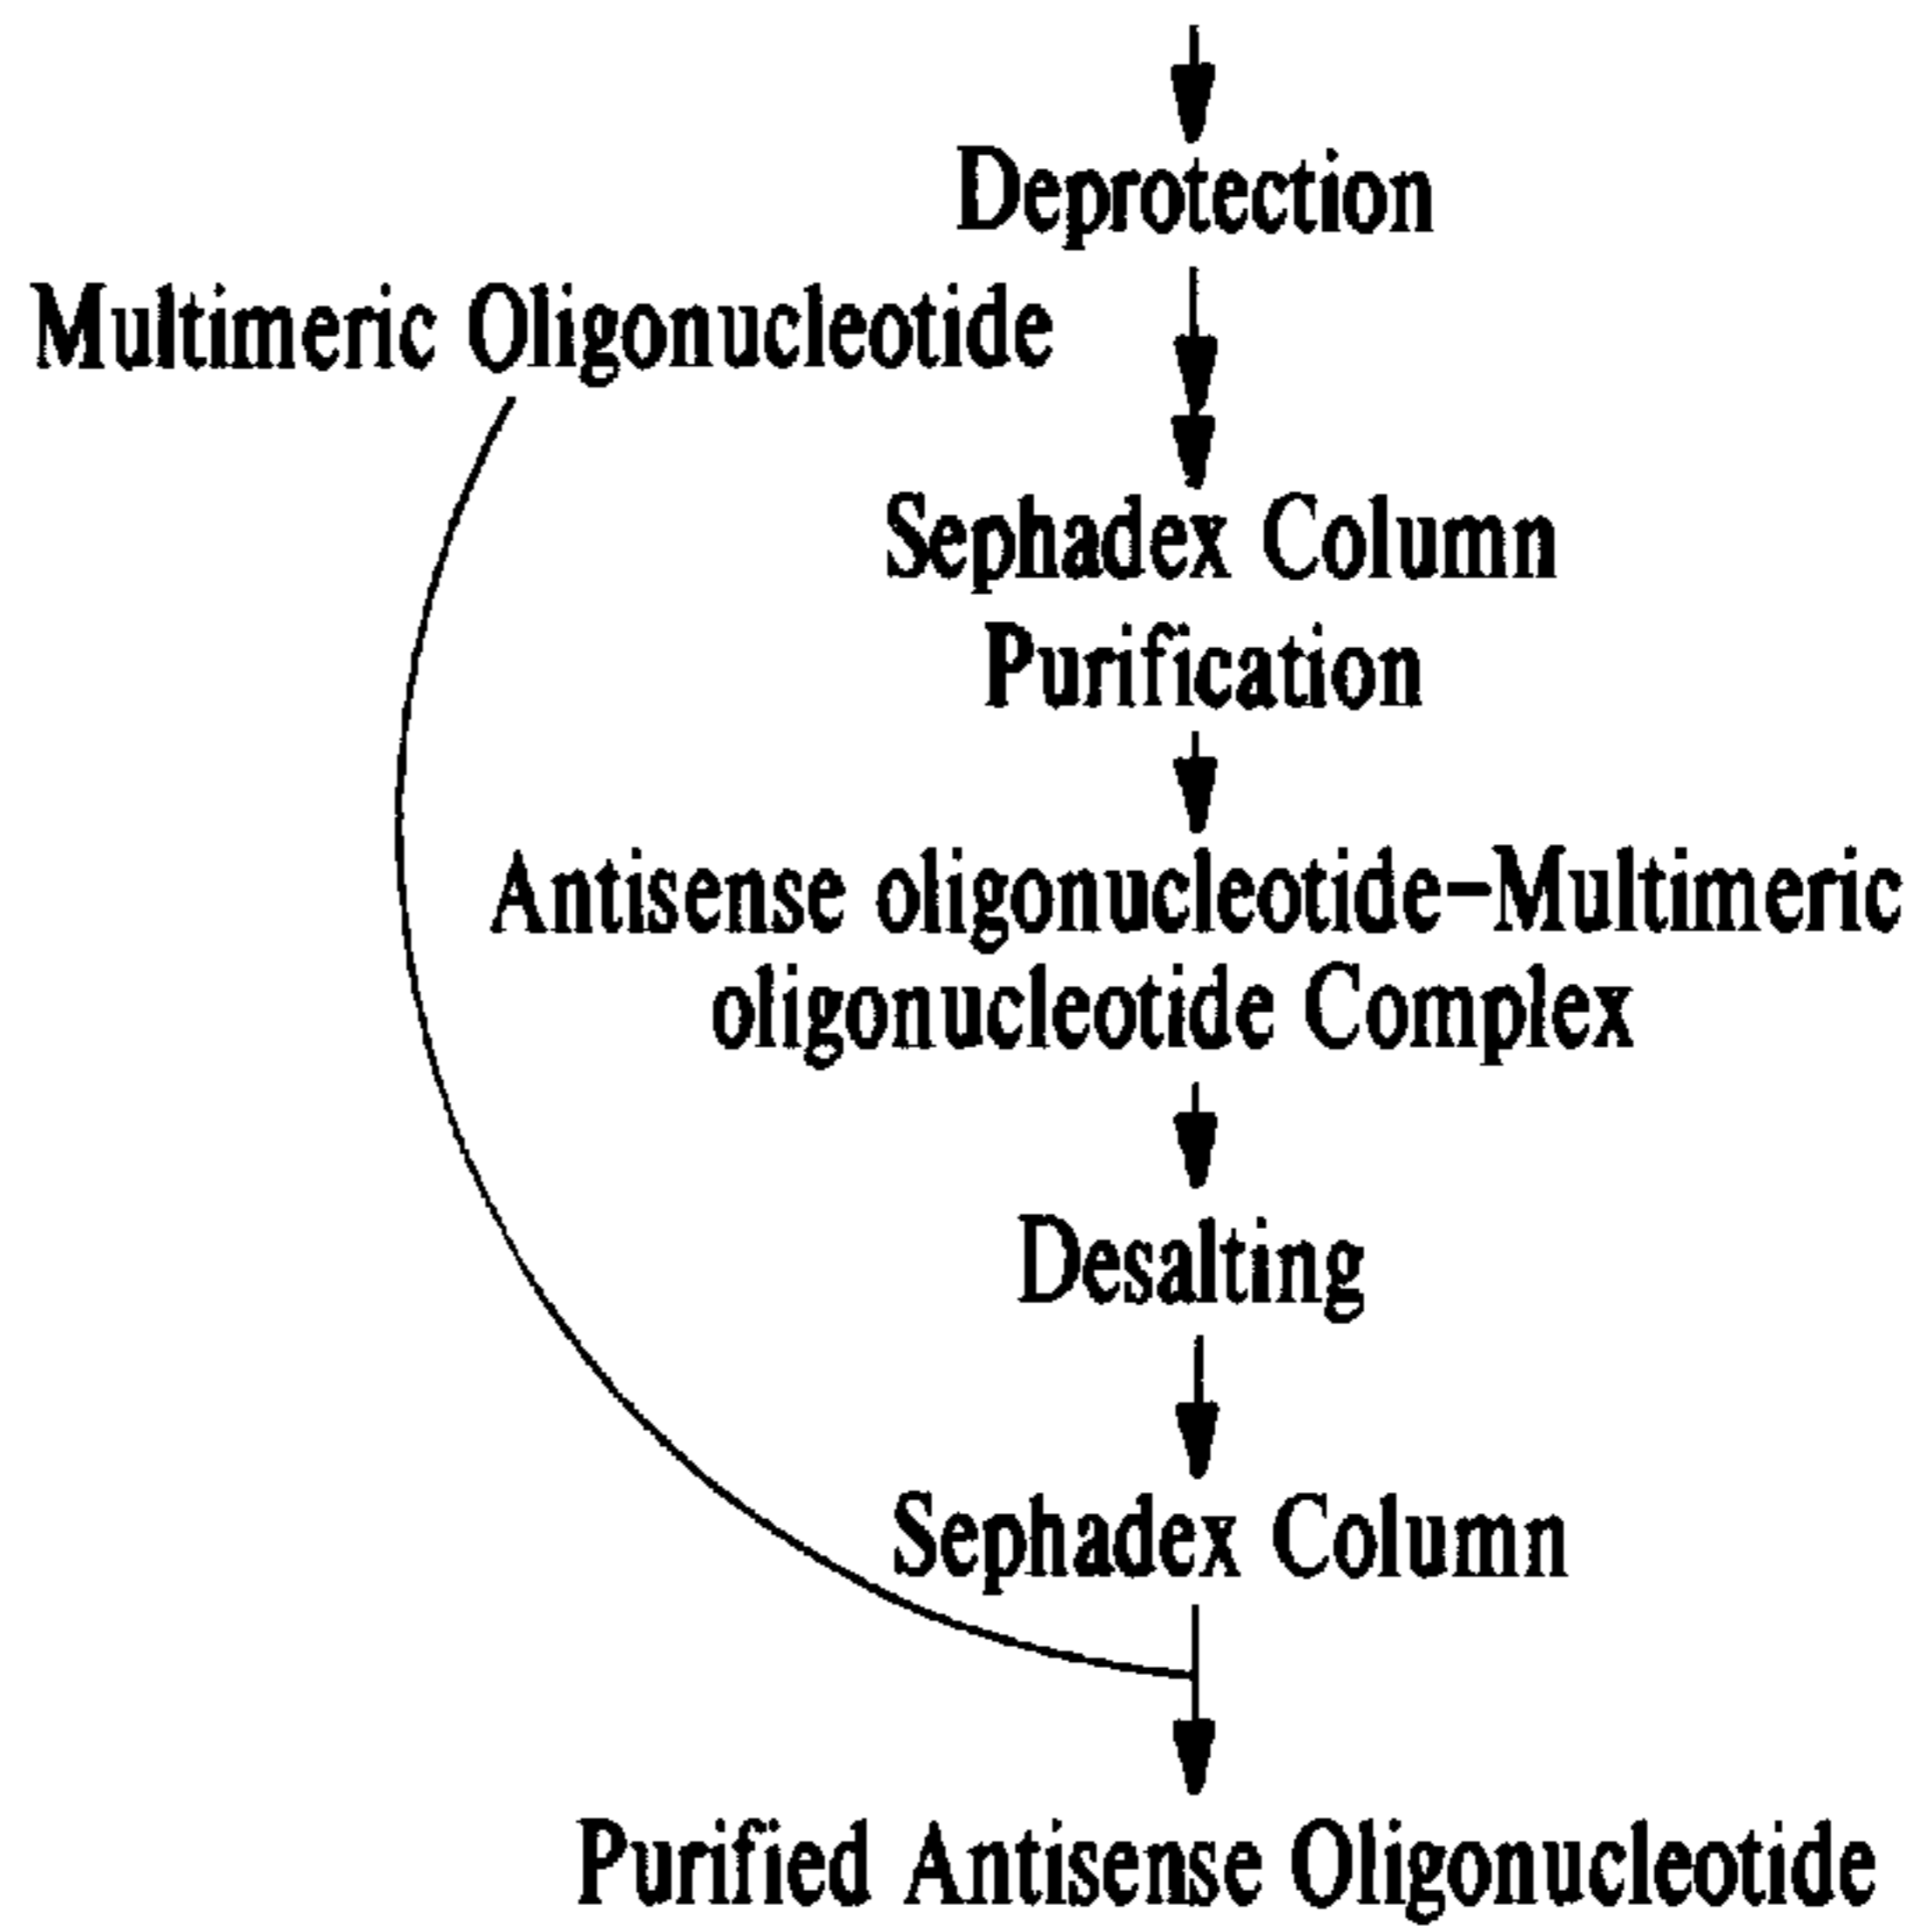 Deprotection
Multimeric Oligonucleotide
Sephadex Column
Purification
Antisense oligonucleotide-Multimeric
oligonucleotide Complex
Desalting
Sephadex Column
Purified Antisense Oligonucleotide